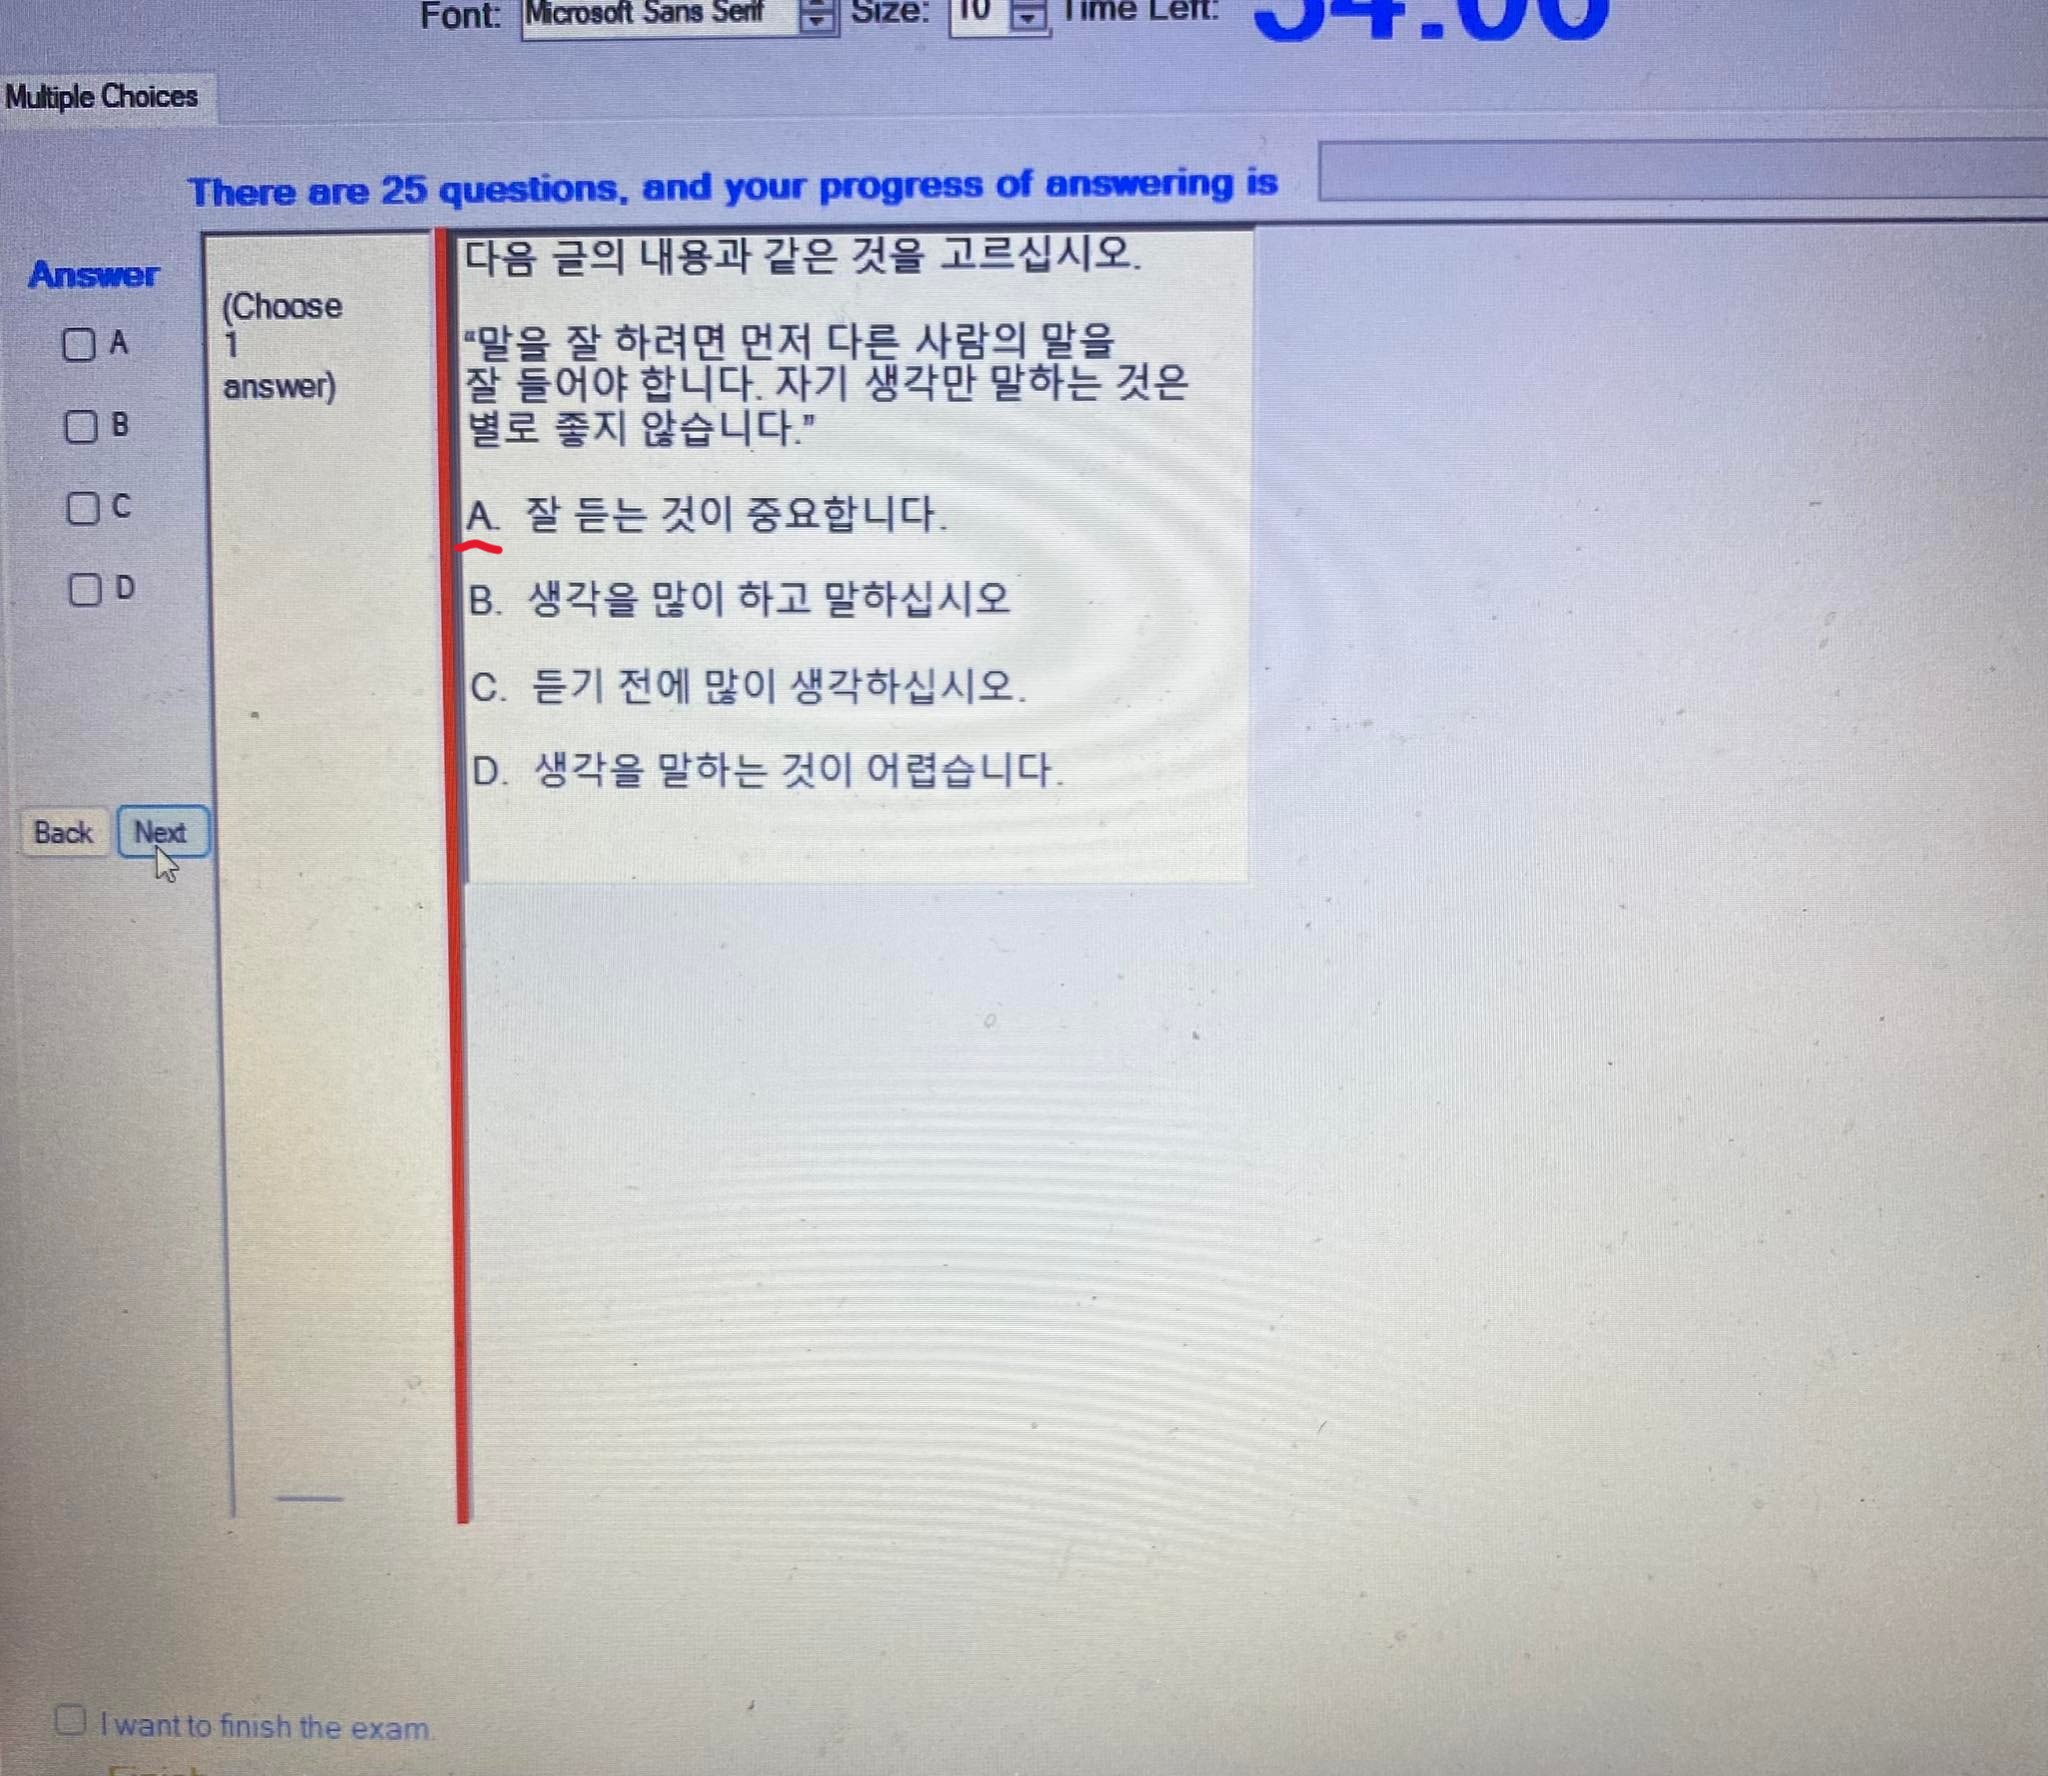 Font: Microsoft Sans Serif Size: 10 Time Left:
Multiple Choices
There are 25 questions, and your progress of answering is
Answer
(Choose
1
answer)
A
B
C
D
Back Next
다음 글의 내용과 같은 것을 고르십시오.
“말을 잘 하려면 먼저 다른 사람의 말을
잘 들어야 합니다. 자기 생각만 말하는 것은
별로 좋지 않습니다.”
A. 잘 듣는 것이 중요합니다.
B. 생각을 많이 하고 말하십시오
C. 듣기 전에 많이 생각하십시오.
D. 생각을 말하는 것이 어렵습니다.
I want to finish the exam.